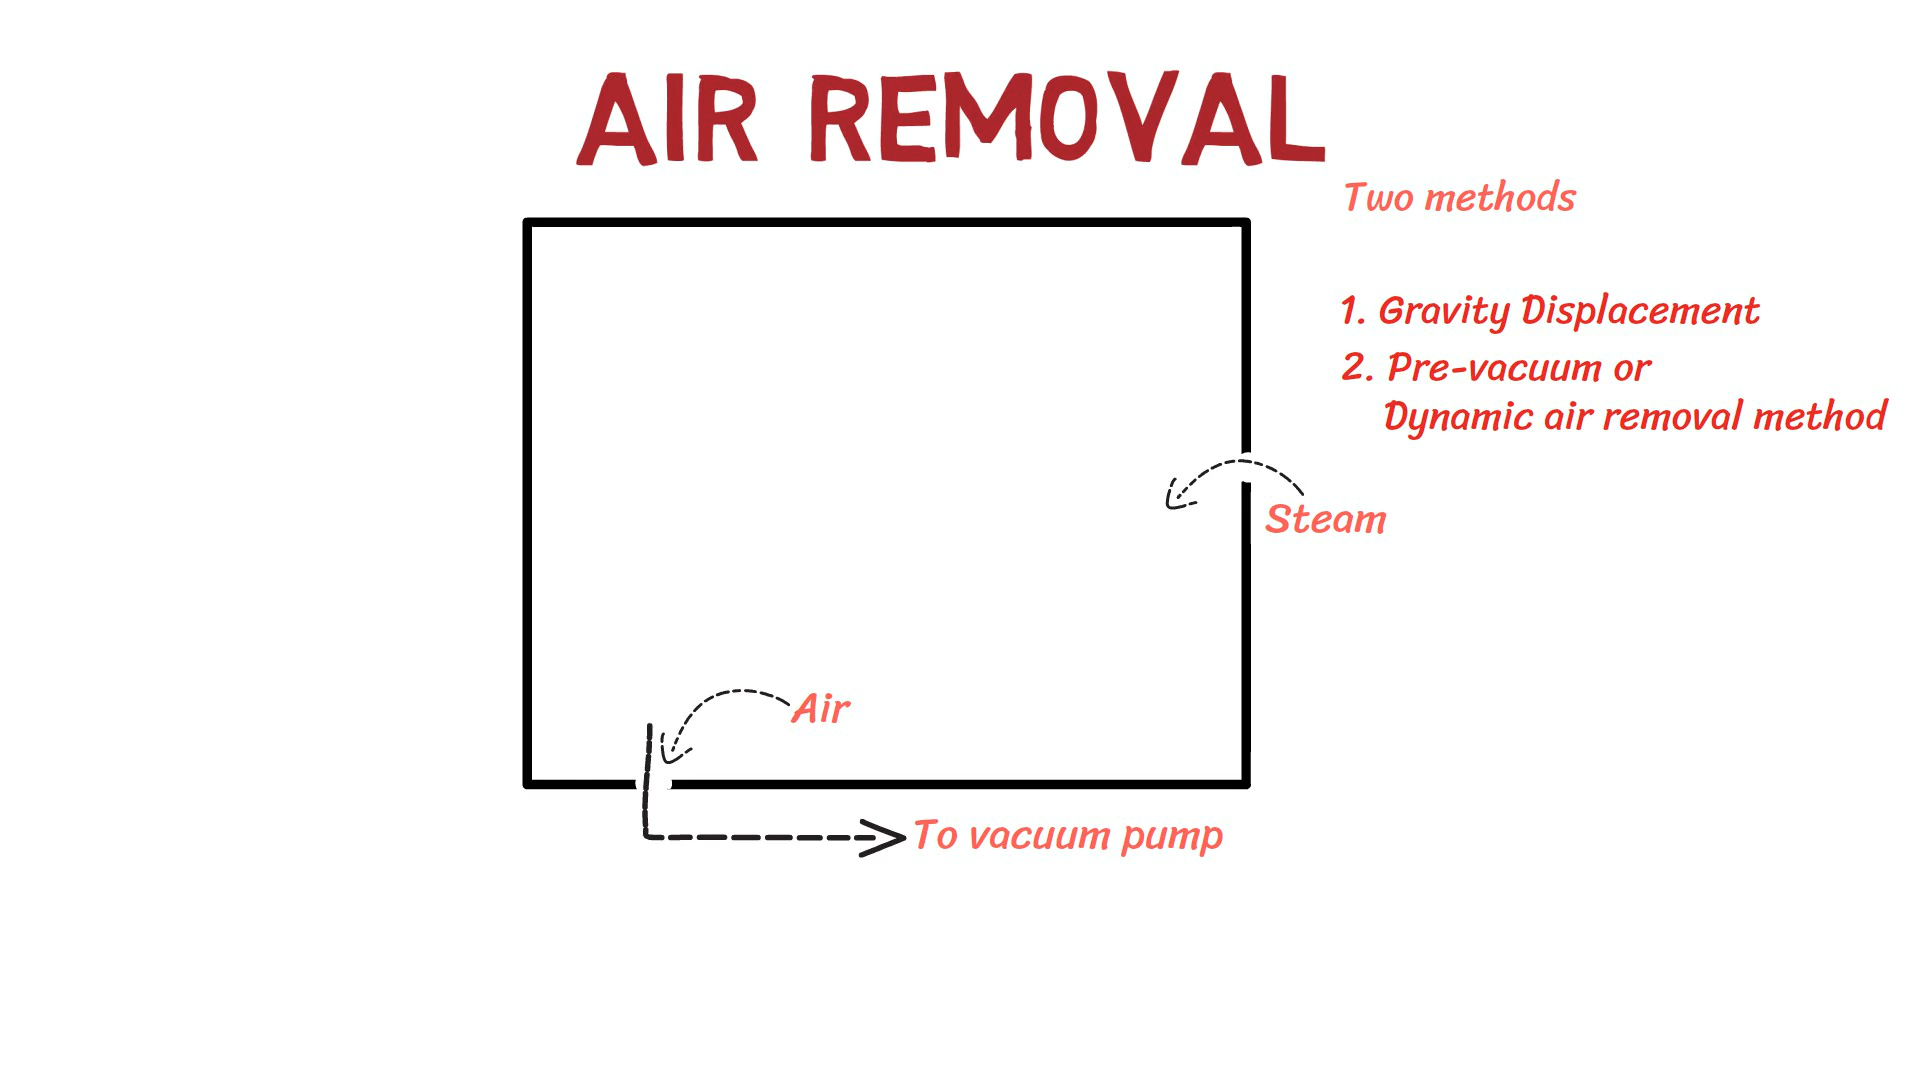 AIR REMOVAL
Two methods
1. Gravity Displacement
2. Pre-vacuum or
Dynamic air removal method
Steam
Air
To vacuum pump